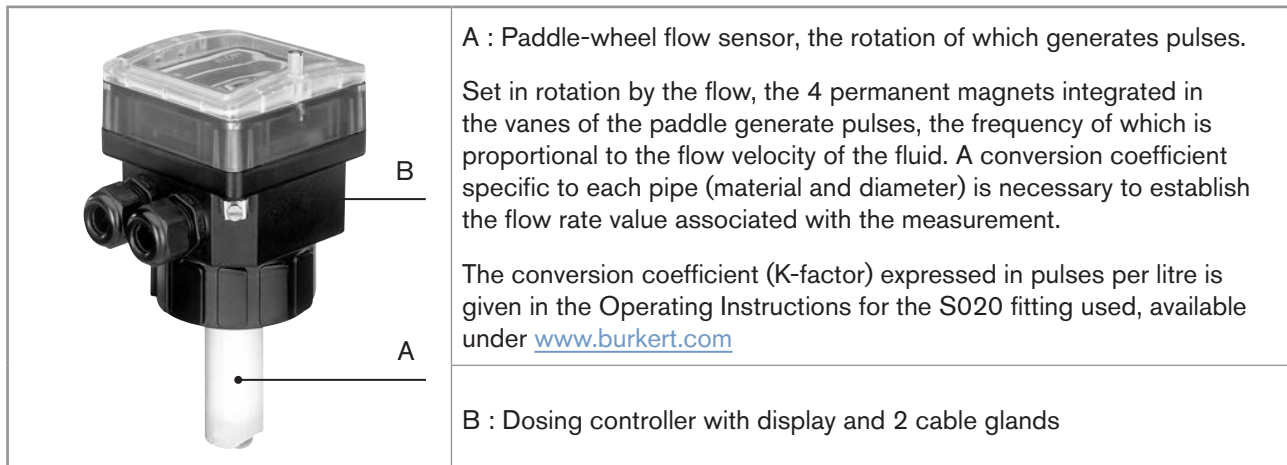 B
A
A : Paddle-wheel flow sensor, the rotation of which generates pulses.
Set in rotation by the flow, the 4 permanent magnets integrated in
the vanes of the paddle generate pulses, the frequency of which is
proportional to the flow velocity of the fluid. A conversion coefficient
specific to each pipe (material and diameter) is necessary to establish
the flow rate value associated with the measurement.
The conversion coefficient (K-factor) expressed in pulses per litre is
given in the Operating Instructions for the S020 fitting used, available
under www.burkert.com
B : Dosing controller with display and 2 cable glands